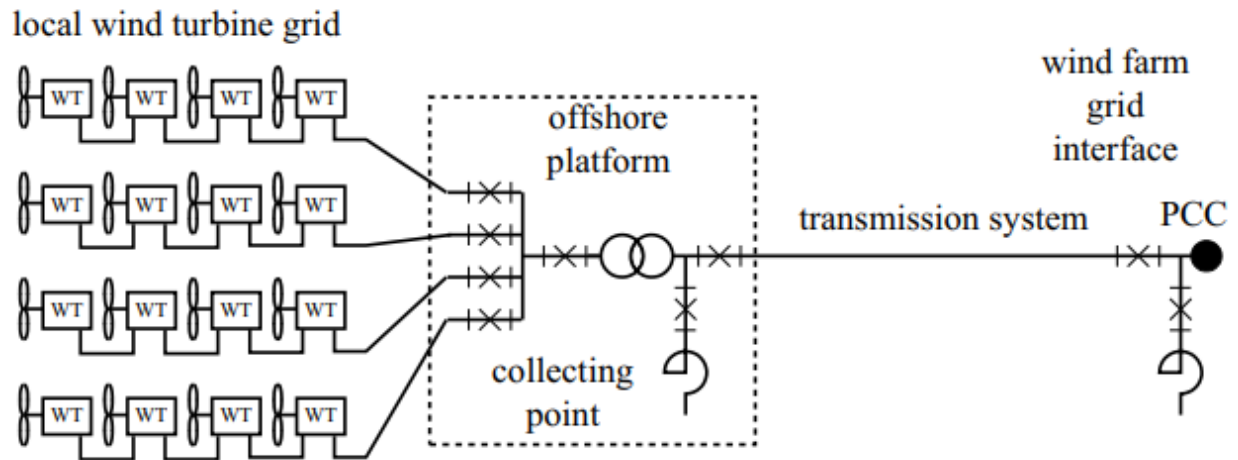 local wind turbine grid
WT WT WT WT
WT WT WT WT
WT WT WT WT
WT WT WT WT
offshore
platform
collecting
point
transmission system
wind farm
grid
interface
PCC